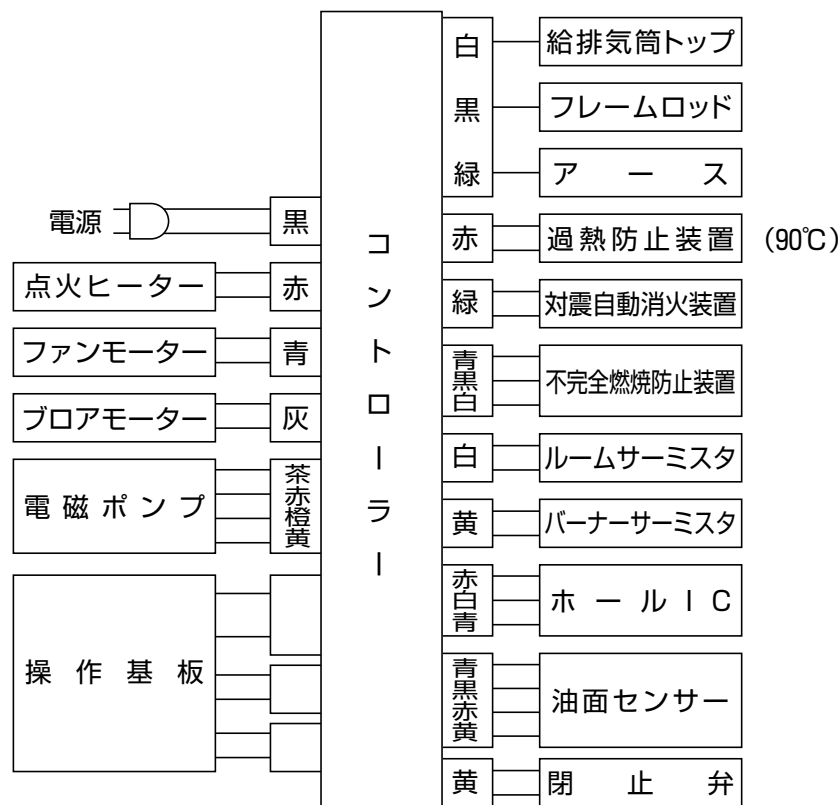 電源
黒
点火ヒーター
赤
ファンモーター
青
ブロアモーター
灰
電磁ポンプ
茶
赤
橙
黄
操作基板
コントローラー
白
給排気筒トップ
黒
フレームロッド
緑
アース
赤
過熱防止装置 (90℃)
緑
対震自動消火装置
青
黒
白
不完全燃焼防止装置
白
ルームサーミスタ
黄
バーナーサーミスタ
赤
白
青
ホールIC
青
黒
赤
黄
油面センサー
黄
閉止弁